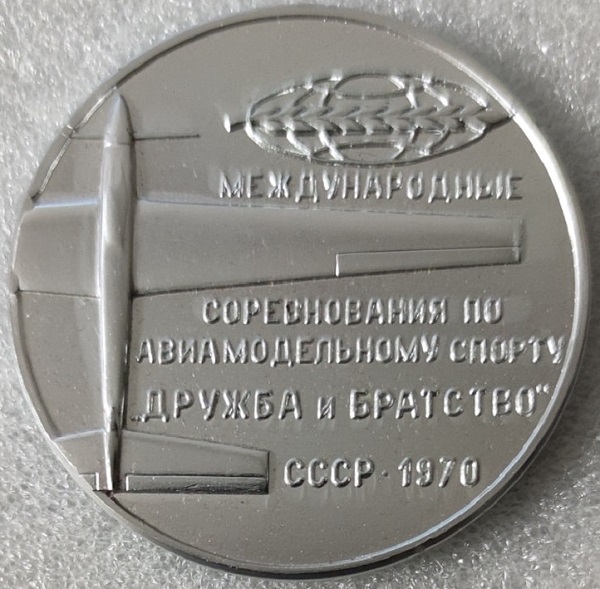 МЕЖДУНАРОДНЫЕ
СОРЕВНОВАНИЯ ПО
АВИАМОДЕЛЬНОМУ СПОРТУ
„ДРУЖБА и БРАТСТВО"
СССР · 1970